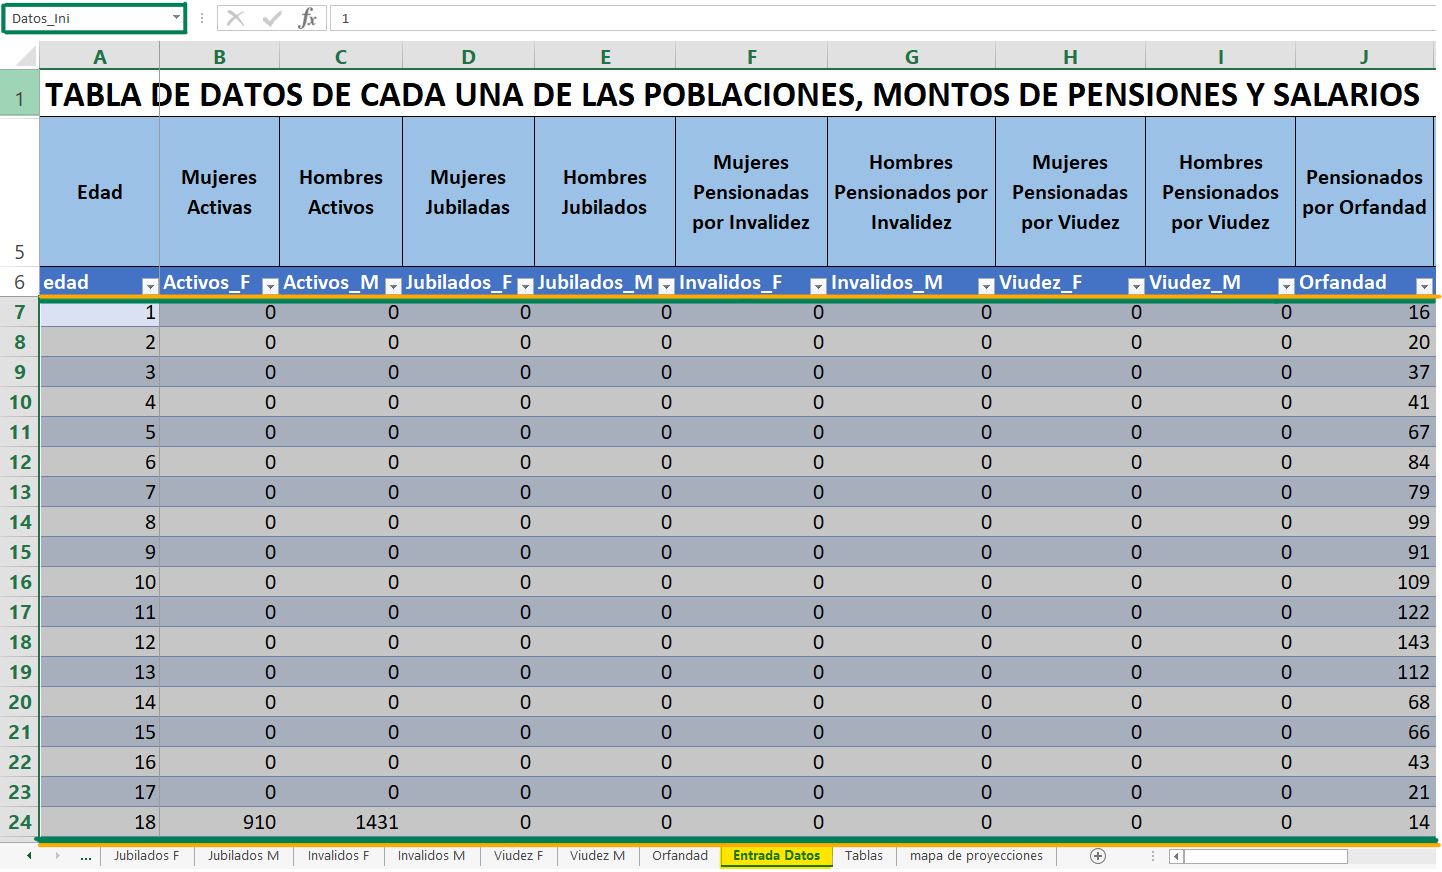 Datos_Ini fx 1
A B C D E F G H I J
1 TABLA DE DATOS DE CADA UNA DE LAS POBLACIONES, MONTOS DE PENSIONES Y SALARIOS
5
Edad
Mujeres
Activas
Hombres
Activos
Mujeres
Jubiladas
Hombres
Jubilados
Mujeres
Pensionadas
por Invalidez
Hombres
Pensionados por
Invalidez
Mujeres
Pensionadas
por Viudez
Hombres
Pensionados
por Viudez
Pensionados
por Orfandad
6 edad Activos_F Activos_M Jubilados_F Jubilados_M Invalidos_F Invalidos_M Viudez_F Viudez_M Orfandad
7 1 0 0 0 0 0 0 0 0 16
8 2 0 0 0 0 0 0 0 0 20
9 3 0 0 0 0 0 0 0 0 37
10 4 0 0 0 0 0 0 0 0 41
11 5 0 0 0 0 0 0 0 0 67
12 6 0 0 0 0 0 0 0 0 84
13 7 0 0 0 0 0 0 0 0 79
14 8 0 0 0 0 0 0 0 0 99
15 9 0 0 0 0 0 0 0 0 91
16 10 0 0 0 0 0 0 0 0 109
17 11 0 0 0 0 0 0 0 0 122
18 12 0 0 0 0 0 0 0 0 143
19 13 0 0 0 0 0 0 0 0 112
20 14 0 0 0 0 0 0 0 0 68
21 15 0 0 0 0 0 0 0 0 66
22 16 0 0 0 0 0 0 0 0 43
23 17 0 0 0 0 0 0 0 0 21
24 18 910 1431 0 0 0 0 0 0 14
... Jubilados F Jubilados M Invalidos F Invalidos M Viudez F Viudez M Orfandad Entrada Datos Tablas mapa de proyecciones